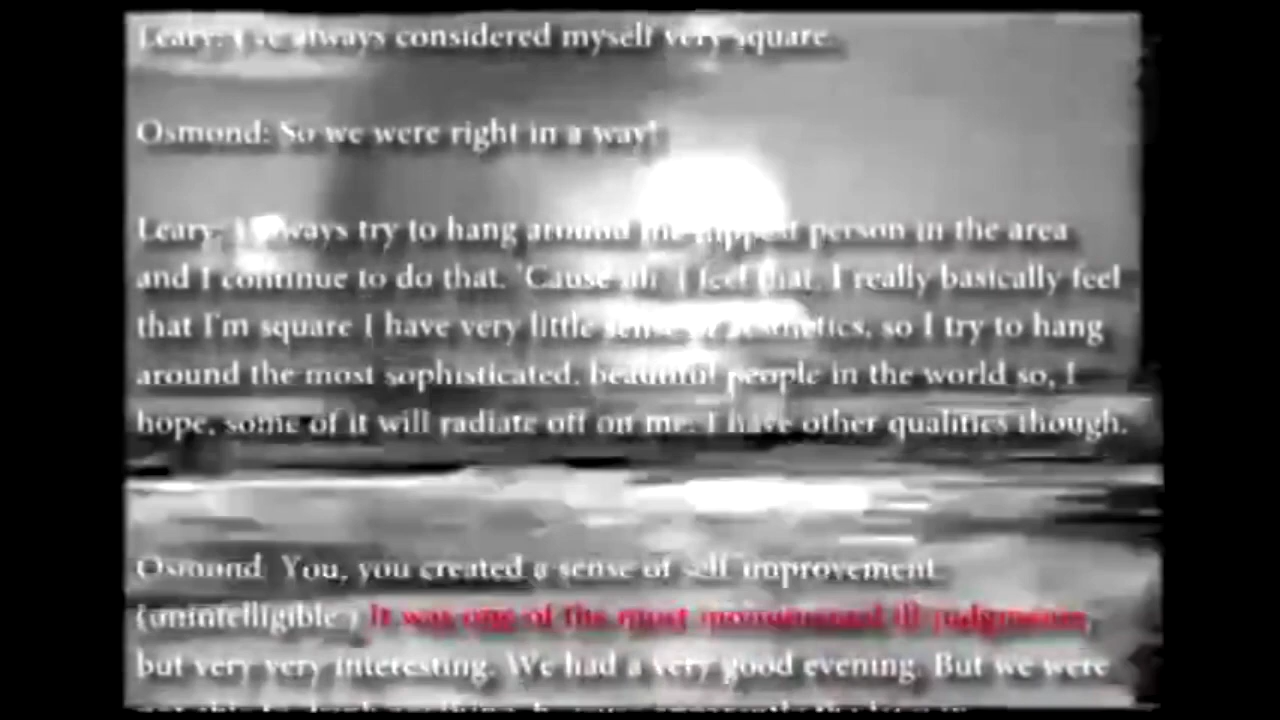 Leary: I've always considered myself very square.
Osmond: So we were right in a way!
Leary: I always try to hang around the hippest person in the area
and I continue to do that. 'Cause ah, I feel that, I really basically feel
that I'm square I have very little sense of aesthetics, so I try to hang
around the most sophisticated, beautiful people in the world so, I
hope, some of it will radiate off on me. I have other qualities though.
Osmond: You, you created a sense of self improvement
(unintelligible.) It was one of the most monumental ill-judgments,
but very very interesting. We had a very good evening. But we were